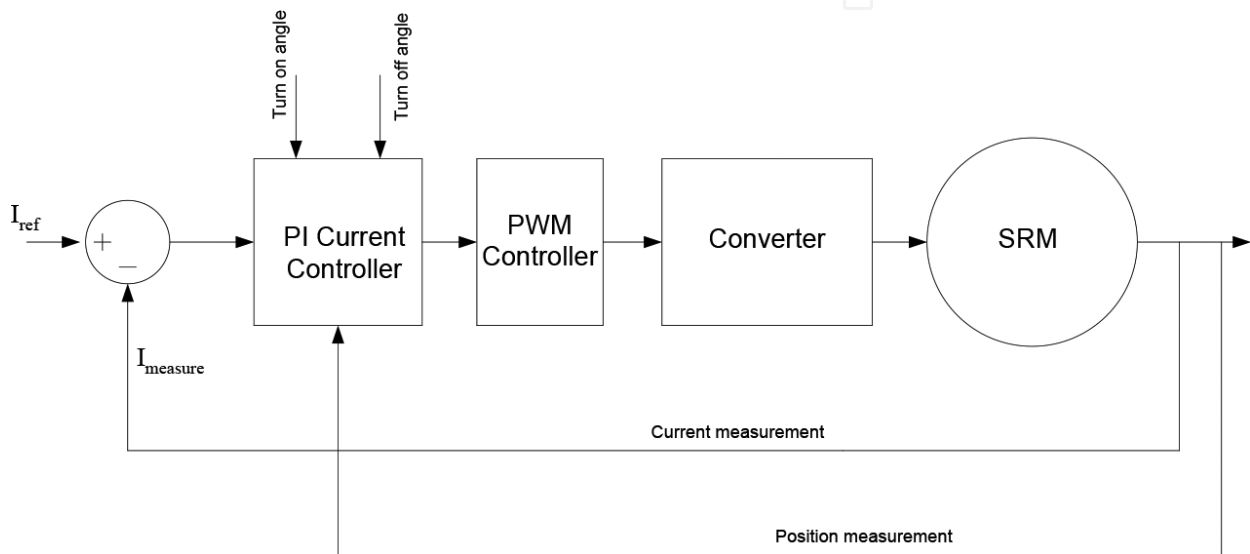 Turn on angle
Turn off angle
I_ref
+
−
PI Current
Controller
PWM
Controller
Converter
SRM
I_measure
Current measurement
Position measurement